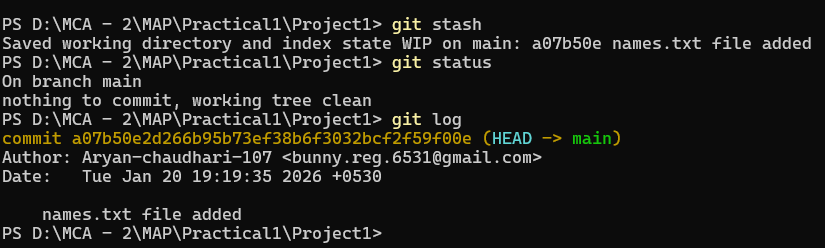 PS D:\MCA - 2\MAP\Practical1\Project1> git stash
Saved working directory and index state WIP on main: a07b50e names.txt file added
PS D:\MCA - 2\MAP\Practical1\Project1> git status
On branch main
nothing to commit, working tree clean
PS D:\MCA - 2\MAP\Practical1\Project1> git log
commit a07b50e2d266b95b73ef38b6f3032bcf2f59f00e (HEAD -> main)
Author: Aryan-chaudhari-107 <bunny.reg.6531@gmail.com>
Date:   Tue Jan 20 19:19:35 2026 +0530
    names.txt file added
PS D:\MCA - 2\MAP\Practical1\Project1>